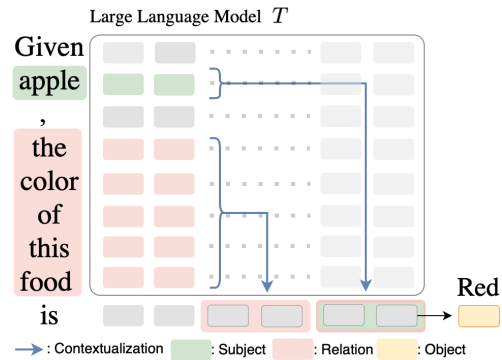 Large Language Model T
Given
apple
,
the
color
of
this
food
is
Red
: Contextualization : Subject : Relation : Object